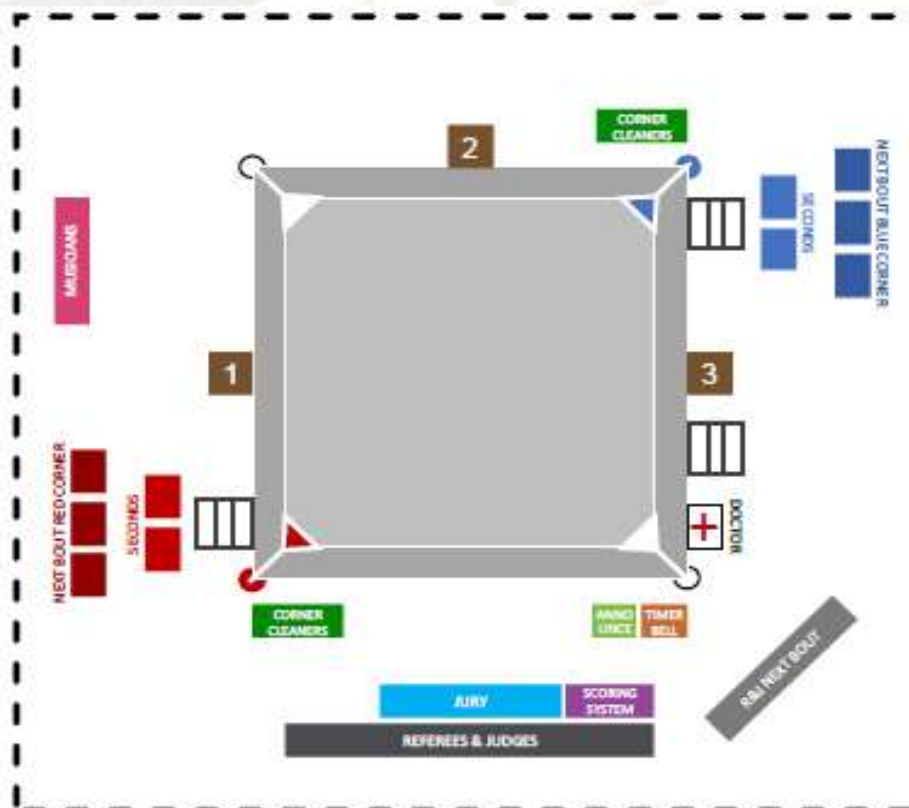 CORNER
CLEANERS
2
NEXT BOUT BLUE CORNER
SECONDS
MUSICIANS
1
3
NEXT BOUT RED CORNER
SECONDS
DOCTOR
CORNER
CLEANERS
ANNO
UNCE
TIMER
BELL
R&J NEXT BOUT
JURY
SCORING
SYSTEM
REFEREES & JUDGES